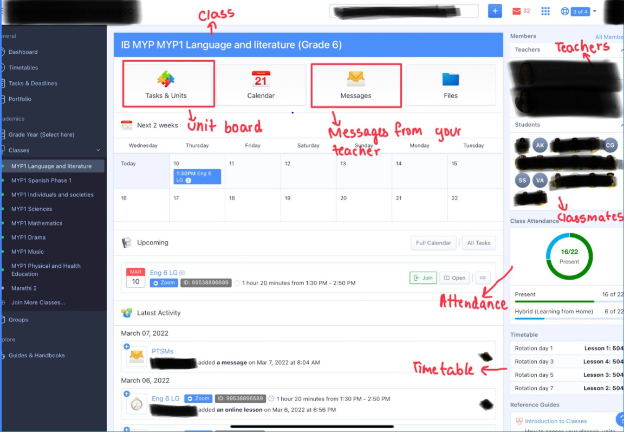 class
32
3 of 4
IB MYP MYP1 Language and literature (Grade 6)
Members
All Members
Teachers
Teachers
General
Dashboard
Timetables
Tasks & Deadlines
Portfolio
Academics
Grade Year (Select here)
Classes
MYP1 Language and literature
MYP1 Spanish Phase 1
MYP1 Individuals and societies
MYP1 Sciences
MYP1 Mathematics
MYP1 Drama
MYP1 Music
MYP1 Physical and Health
Education
Marathi 2
Join More Classes...
Groups
Explore
Guides & Handbooks
Tasks & Units
21
Calendar
Messages
Files
Unit board
Messages from your
teacher
Next 2 weeks
Wednesday Thursday Friday Saturday Sunday Monday Tuesday
Today 10 11 12 13 14 15
1:30PM Eng 6
LG
16 17 18 19 20 21 22
Upcoming
Full Calendar
All Tasks
MAR
10
Eng 6 LG
Zoom
1 hour 20 minutes from 1:30 PM - 2:50 PM
Join
Open
Latest Activity
March 07, 2022
PTSMs
added a message on Mar 7, 2022 at 8:04 AM
March 06, 2022
Eng 6 LG
Zoom
1 hour 20 minutes from 1:30 PM - 2:50 PM
added an online lesson on Mar 6, 2022 at 6:56 PM
Students
AK
CG
SS
VA
Classmates
Class Attendance
16/22
Present
Attendance
Present 16 of 22
Hybrid (Learning from Home) 6 of 22
Timetable
Timetable
Rotation day 1 Lesson 1: 504
Rotation day 3 Lesson 4: 504
Rotation day 5 Lesson 3: 504
Rotation day 7 Lesson 2: 504
Reference Guides
Introduction to Classes